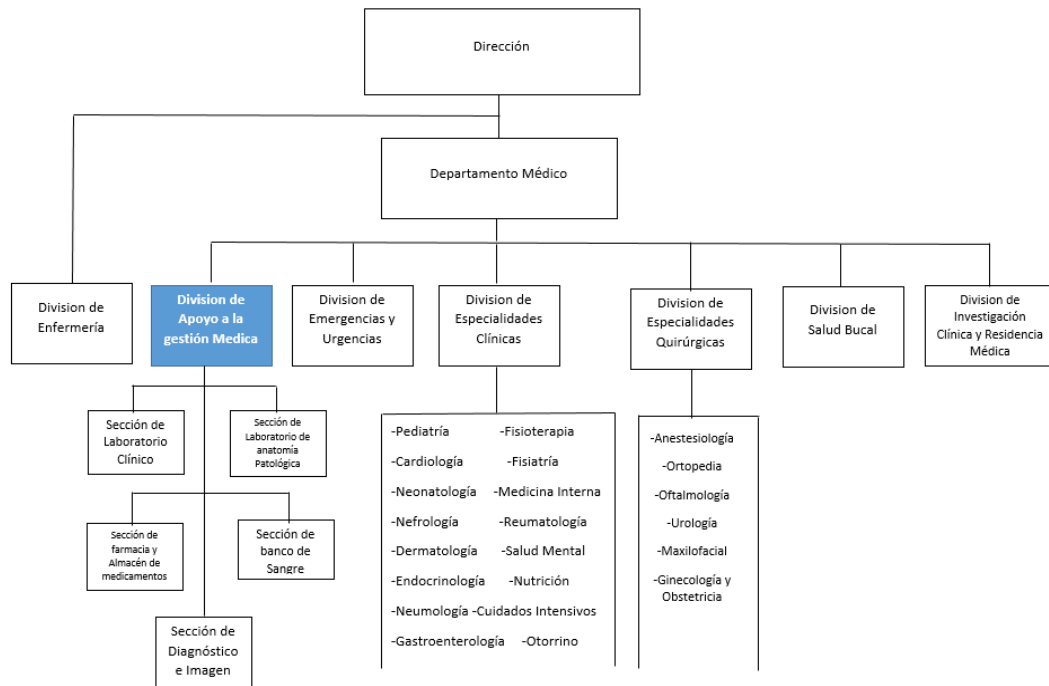 Dirección
Departamento Médico
Division de
Enfermería
Division de
Apoyo a la
gestión Medica
Division de
Emergencias y
Urgencias
Division de
Especialidades
Clínicas
Division de
Especialidades
Quirúrgicas
Division de
Salud Bucal
Division de
Investigación
Clínica y Residencia
Médica
Sección de
Laboratorio
Clínico
Sección de
Laboratorio de
anatomía
Patológica
Sección de
farmacia y
Almacén de
medicamentos
Sección de
banco de
Sangre
Sección de
Diagnóstico
e Imagen
-Pediatría -Fisioterapia
-Cardiología -Fisiatría
-Neonatología -Medicina Interna
-Nefrología -Reumatología
-Dermatología -Salud Mental
-Endocrinología -Nutrición
-Neumología -Cuidados Intensivos
-Gastroenterología -Otorrino
-Anestesiología
-Ortopedia
-Oftalmología
-Urología
-Maxilofacial
-Ginecología y
Obstetricia